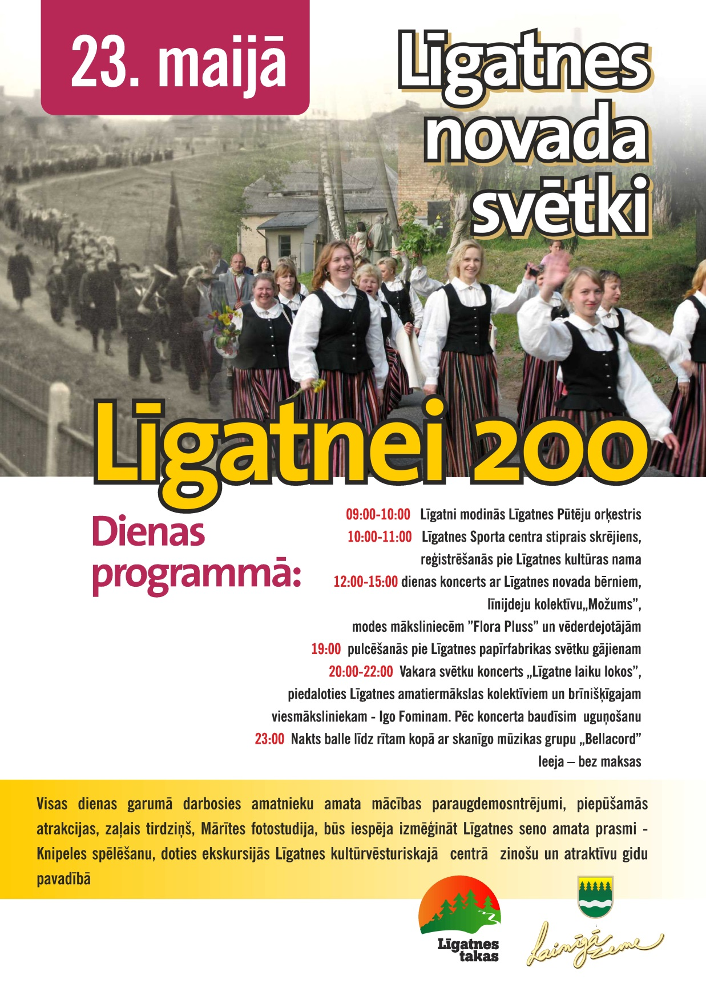 23. maijā
Līgatnes
novada
svētki
Līgatnei 200
Dienas
programmā:
09:00-10:00 Līgatni modinās Līgatnes Pūtēju orķestris
10:00-11:00 Līgatnes Sporta centra stiprais skrējiens,
reģistrēšanās pie Līgatnes kultūras nama
12:00-15:00 dienas koncerts ar Līgatnes novada bērniem,
līnijdeju kolektīvu„Možums”,
modes māksliniecēm ”Flora Pluss” un vēderdejotājām
19:00 pulcēšanās pie Līgatnes papīrfabrikas svētku gājienam
20:00-22:00 Vakara svētku koncerts „Līgatne laiku lokos”,
piedaloties Līgatnes amatiermākslas kolektīviem un brīnišķīgajam
viesmāksliniekam - Igo Fominam. Pēc koncerta baudīsim uguņošanu
23:00 Nakts balle līdz rītam kopā ar skanīgo mūzikas grupu „Bellacord”
Ieeja – bez maksas
Visas dienas garumā darbosies amatnieku amata mācības paraugdemosntrējumi, piepūšamās
atrakcijas, zaļais tirdziņš, Mārītes fotostudija, būs iespēja izmēģināt Līgatnes seno amata prasmi -
Knipeles spēlēšanu, doties ekskursijās Līgatnes kultūrvēsturiskajā centrā zinošu un atraktīvu gidu
pavadībā
Līgatnes
takas
Laimīgā
zeme